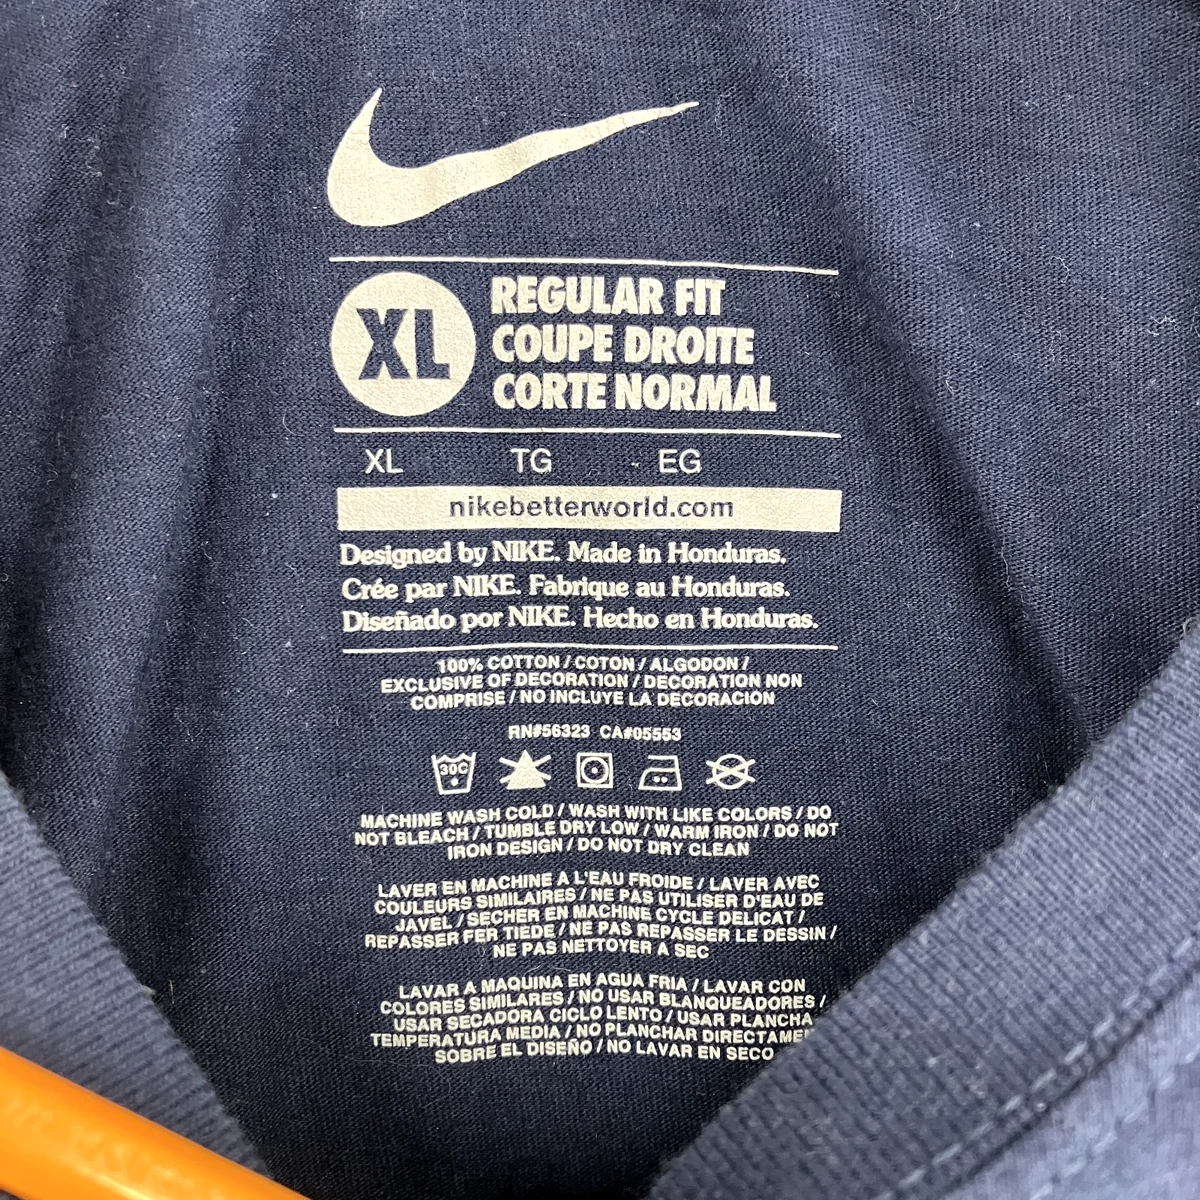 XL
REGULAR FIT
COUPE DROITE
CORTE NORMAL
XL TG EG
nikebetterworld.com
Designed by NIKE. Made in Honduras.
Crée par NIKE. Fabrique au Honduras.
Diseñado por NIKE. Hecho en Honduras.
100% COTTON / COTON / ALGODON /
EXCLUSIVE OF DECORATION / DECORATION NON
COMPRISE / NO INCLUYE LA DECORACIÓN
RN#56323 CA#05553
30C
MACHINE WASH COLD / WASH WITH LIKE COLORS / DO
NOT BLEACH / TUMBLE DRY LOW / WARM IRON / DO NOT
IRON DESIGN / DO NOT DRY CLEAN
LAVER EN MACHINE A L'EAU FROIDE / LAVER AVEC
COULEURS SIMILAIRES / NE PAS UTILISER D'EAU DE
JAVEL / SECHER EN MACHINE CYCLE DELICAT /
REPASSER FER TIEDE / NE PAS REPASSER LE DESSIN /
NE PAS NETTOYER A SEC
LAVAR A MAQUINA EN AGUA FRIA / LAVAR CON
COLORES SIMILARES / NO USAR BLANQUEADORES /
USAR SECADORA CICLO LENTO / USAR PLANCHA
TEMPERATURA MEDIA / NO PLANCHAR
SOBRE EL DISEÑO / NO LAVAR EN SECO